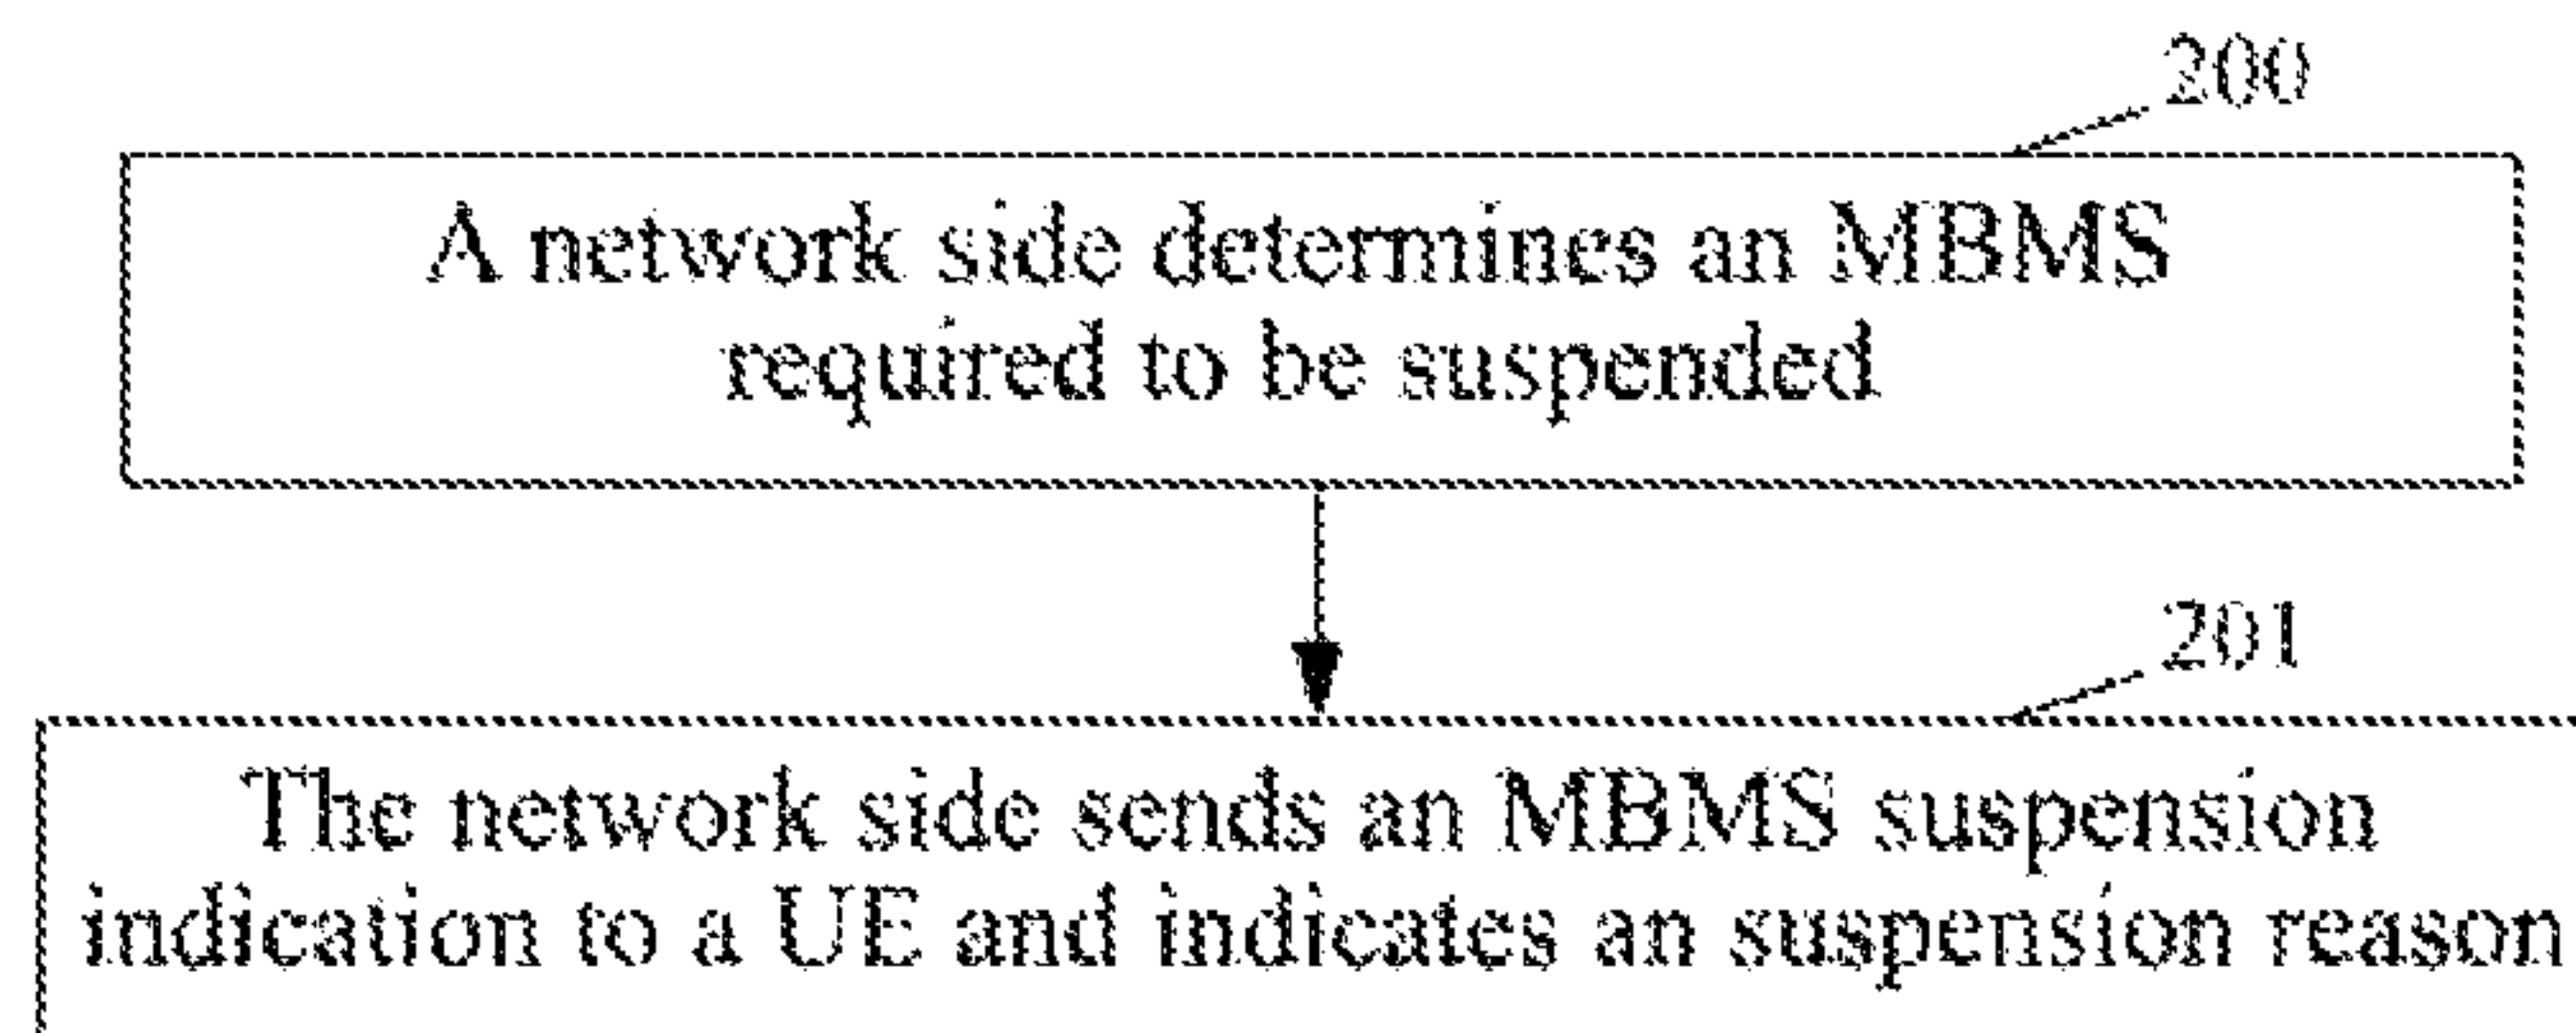 200
A network side determines an MBMS
required to be suspended
201
The network side sends an MBMS suspension
indication to a UE and indicates an suspension reason